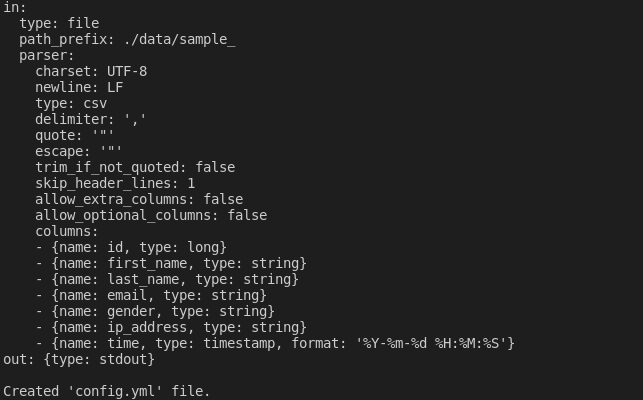 in:
  type: file
  path_prefix: ./data/sample_
  parser:
    charset: UTF-8
    newline: LF
    type: csv
    delimiter: ','
    quote: '"'
    escape: '"'
    trim_if_not_quoted: false
    skip_header_lines: 1
    allow_extra_columns: false
    allow_optional_columns: false
    columns:
    - {name: id, type: long}
    - {name: first_name, type: string}
    - {name: last_name, type: string}
    - {name: email, type: string}
    - {name: gender, type: string}
    - {name: ip_address, type: string}
    - {name: time, type: timestamp, format: '%Y-%m-%d %H:%M:%S'}
out: {type: stdout}

Created 'config.yml' file.